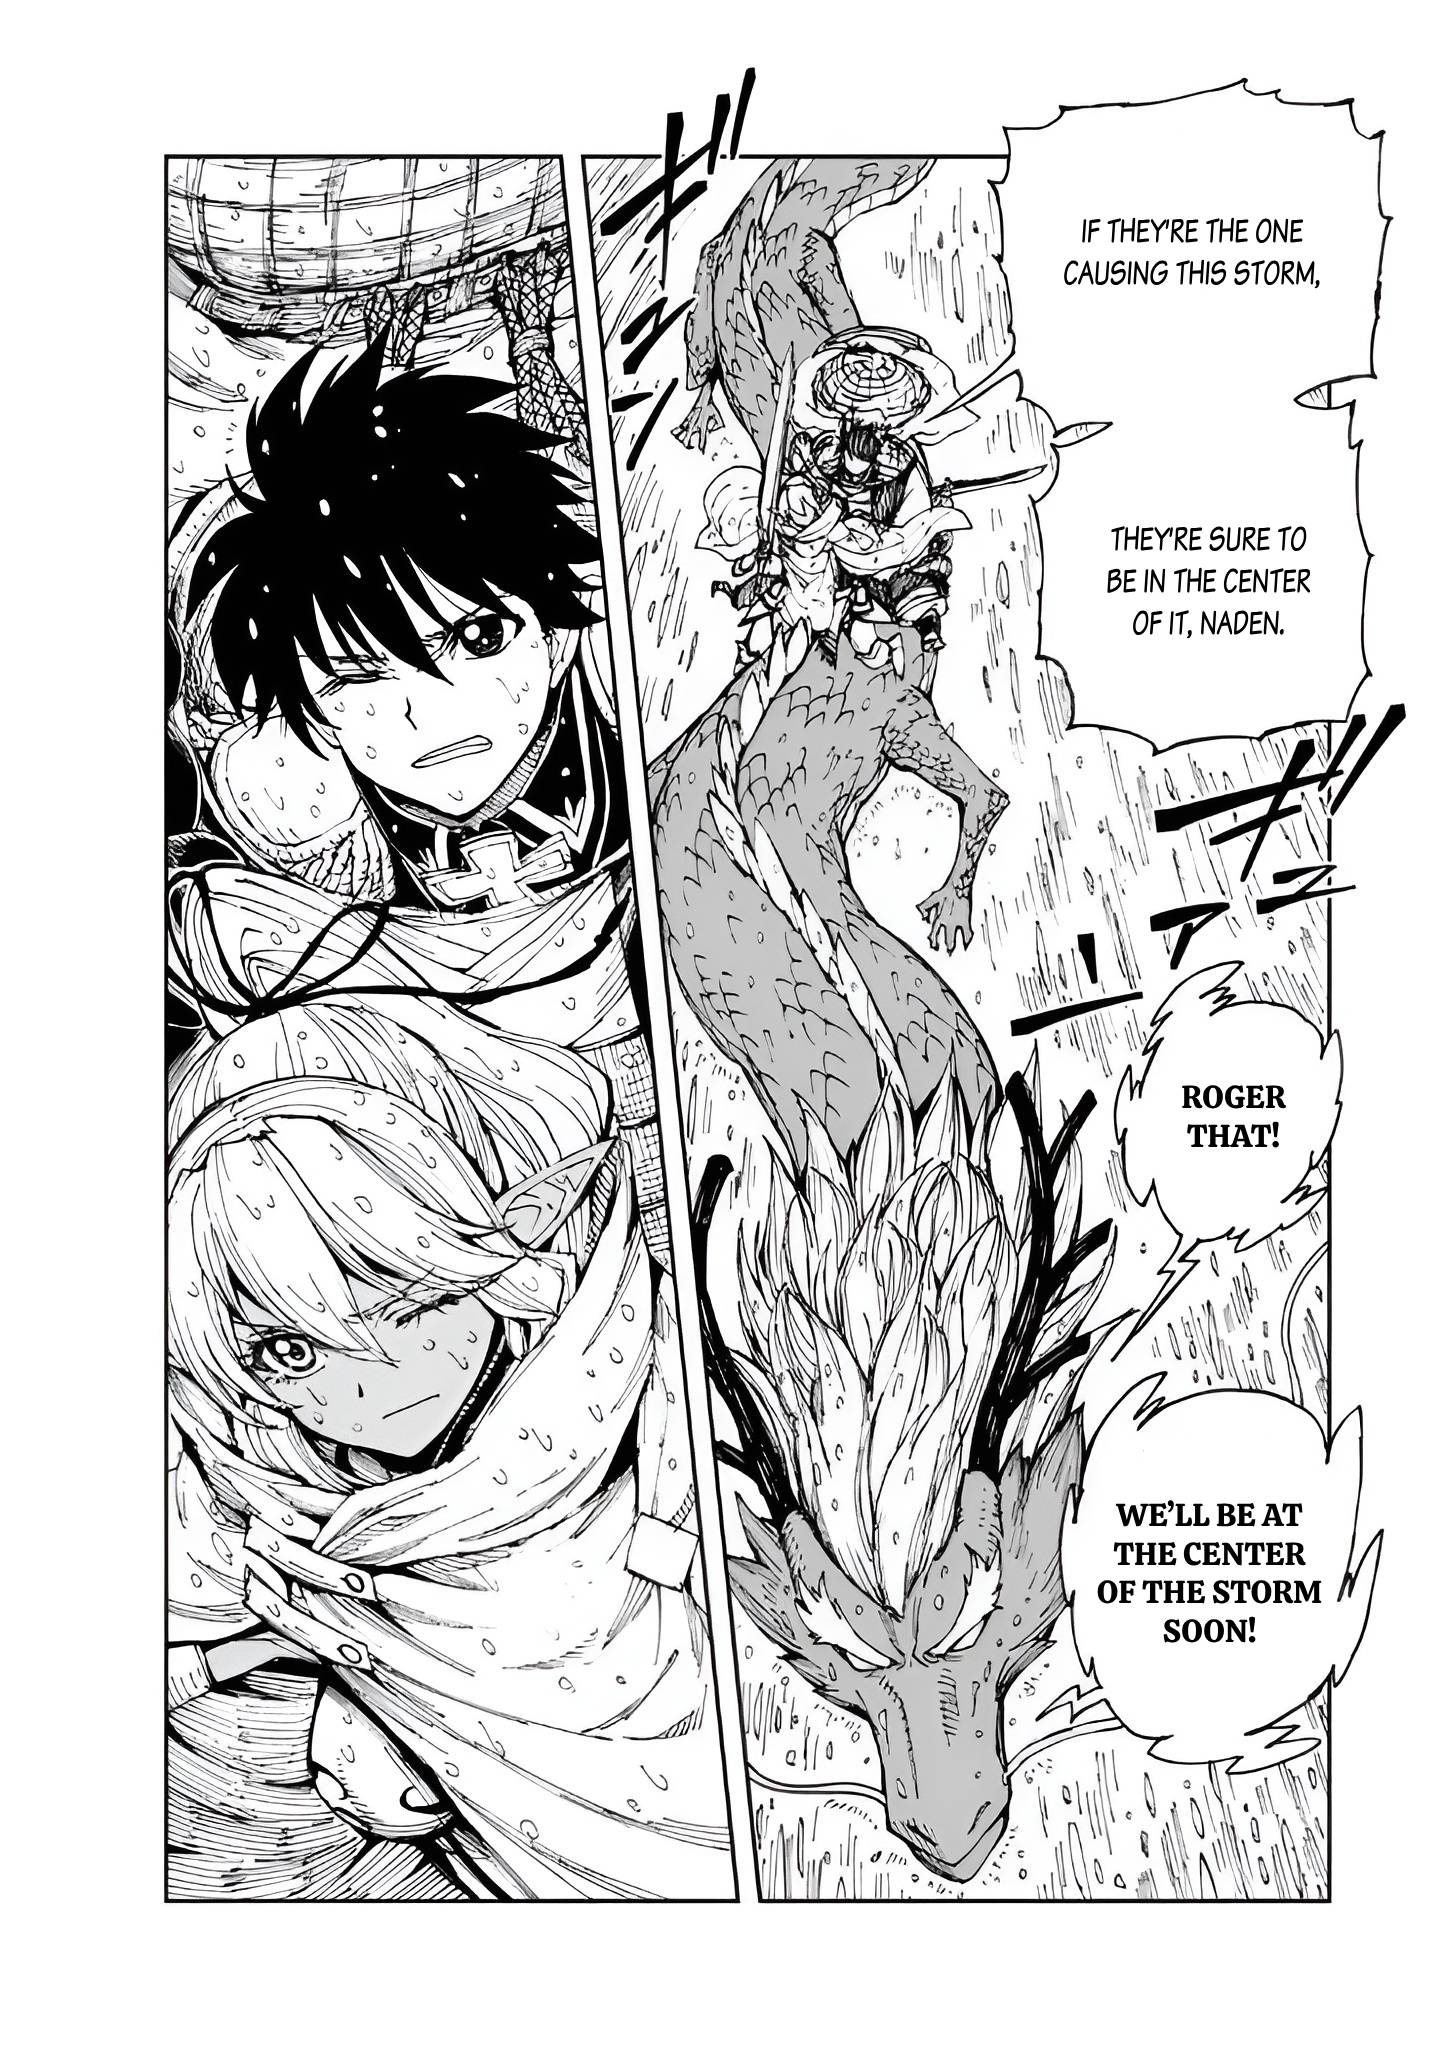 IF THEY'RE THE ONE
CAUSING THIS STORM,
THEY'RE SURE TO
BE IN THE CENTER
OF IT, NADEN.
ROGER
THAT!
WE'LL BE AT
THE CENTER
OF THE STORM
SOON!